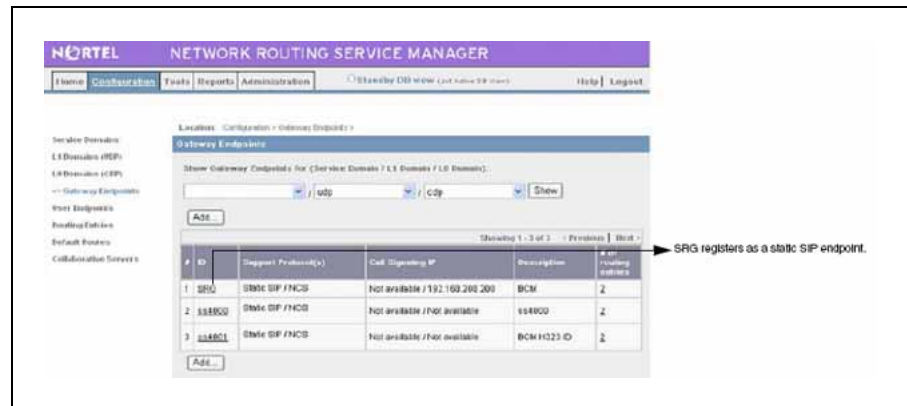 NORTEL NETWORK ROUTING SERVICE MANAGER
Home Configuration Tools Reports Administration Standby DB view Help | Logout
Location: Configuration > Gateway Endpoints >
Service Domains
L1 Domains (UDP)
L0 Domains (CDP)
Gateway Endpoints
User Endpoints
Routing Entries
Default Routes
Collaborative Servers
Gateway Endpoints
Show Gateway Endpoints for (Service Domain / L1 Domain / L0 Domain).
/ udp / cdp Show
Add...
Showing 1 - 3 of 3 Previous | Next
# ID Support Protocol(s) Call Signaling IP Description # of routing entries
1 SRG Static SIP / NCS Not available / 192.168.200.200 BCM 2
2 ss4000 Static SIP / NCS Not available / Not available ss4000 2
3 ss4001 Static SIP / NCS Not available / Not available BCM H323 ID 2
Add...
SRG registers as a static SIP endpoint.